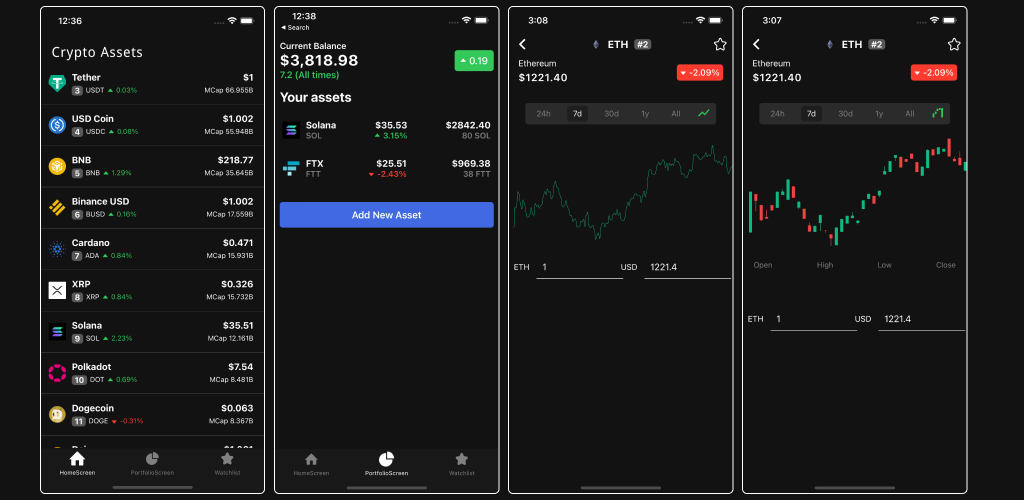 12:36
Crypto Assets
Tether $1
3 USDT 0.03% MCap 66.955B
USD Coin $1.002
4 USDC 0.08% MCap 55.948B
BNB $218.77
5 BNB 1.29% MCap 35.645B
Binance USD $1.002
6 BUSD 0.16% MCap 17.559B
Cardano $0.471
7 ADA 0.84% MCap 15.931B
XRP $0.326
8 XRP 0.84% MCap 15.732B
Solana $35.51
9 SOL 2.23% MCap 12.161B
Polkadot $7.54
10 DOT 0.69% MCap 8.481B
Dogecoin $0.063
11 DOGE -0.31% MCap 8.367B
HomeScreen PortfolioScreen Watchlist
12:38
Search
Current Balance
$3,818.98 0.19
7.2 (All times)
Your assets
Solana $35.53 $2842.40
SOL 3.15% 80 SOL
FTX $25.51 $969.38
FTT -2.43% 38 FTT
Add New Asset
HomeScreen PortfolioScreen Watchlist
3:08
ETH #2
Ethereum
$1221.40 -2.09%
24h 7d 30d 1y All
ETH 1 USD 1221.4
3:07
ETH #2
Ethereum
$1221.40 -2.09%
24h 7d 30d 1y All
Open High Low Close
ETH 1 USD 1221.4